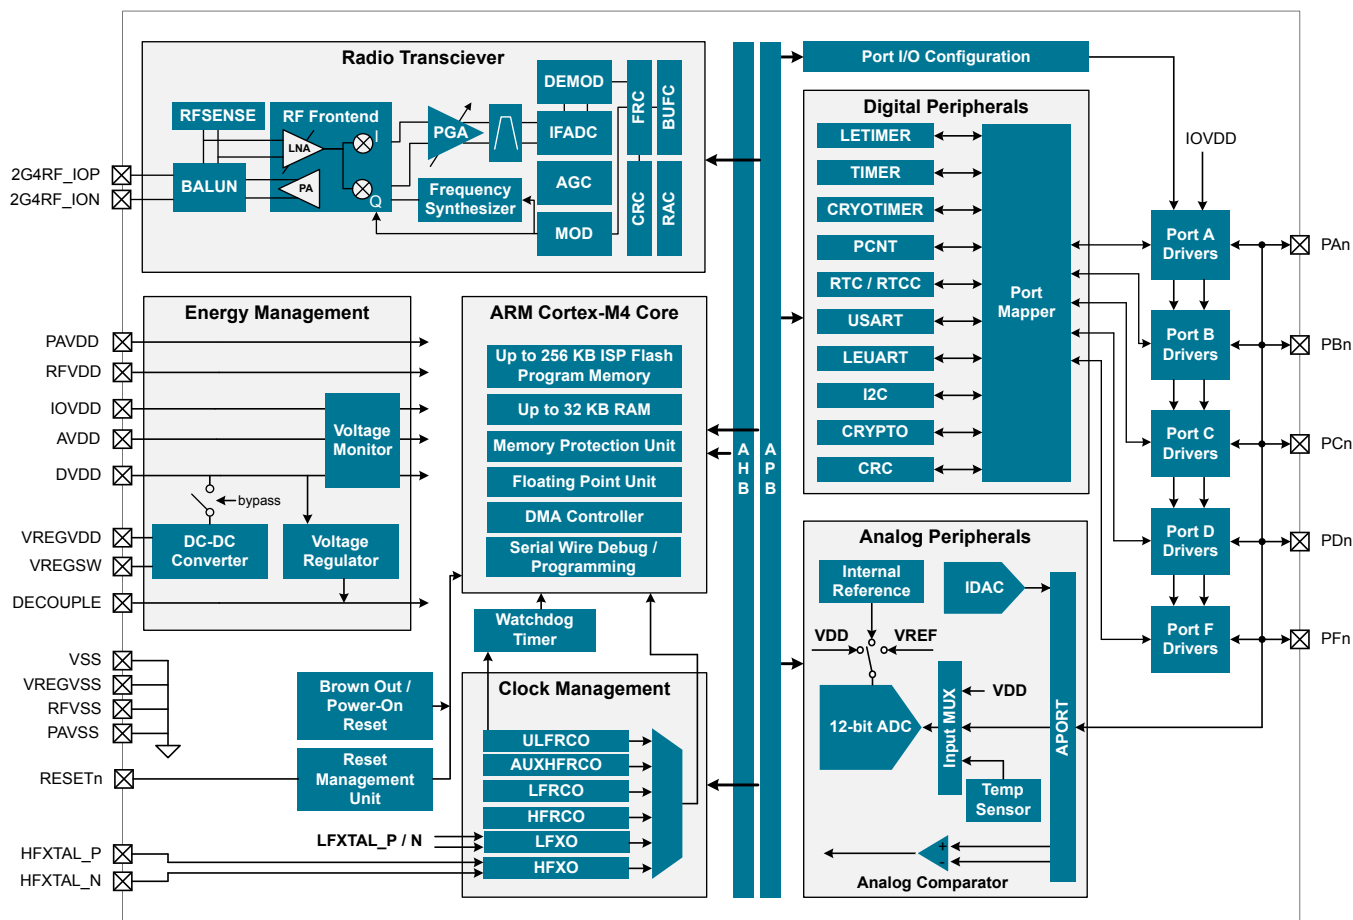 Radio Transciever
RFSENSE
RF Frontend
LNA
I
PA
Q
BALUN
PGA
DEMOD
IFADC
AGC
MOD
Frequency
Synthesizer
FRC
BUFC
CRC
RAC
2G4RF_IOP
2G4RF_ION
Energy Management
PAVDD
RFVDD
IOVDD
AVDD
DVDD
Voltage
Monitor
bypass
VREGVDD
VREGSW
DC-DC
Converter
Voltage
Regulator
DECOUPLE
VSS
VREGVSS
RFVSS
PAVSS
RESETn
HFXTAL_P
HFXTAL_N
Brown Out /
Power-On
Reset
Reset
Management
Unit
ARM Cortex-M4 Core
Up to 256 KB ISP Flash
Program Memory
Up to 32 KB RAM
Memory Protection Unit
Floating Point Unit
DMA Controller
Serial Wire Debug /
Programming
Watchdog
Timer
Clock Management
ULFRCO
AUXHFRCO
LFRCO
HFRCO
LFXO
HFXO
LFXTAL_P / N
AHB
APB
Port I/O Configuration
Digital Peripherals
LETIMER
TIMER
CRYOTIMER
PCNT
RTC / RTCC
USART
LEUART
I2C
CRYPTO
CRC
Port
Mapper
Analog Peripherals
Internal
Reference
IDAC
VDD
VREF
12-bit ADC
Input MUX
VDD
Temp
Sensor
APORT
+
-
Analog Comparator
IOVDD
Port A
Drivers
Port B
Drivers
Port C
Drivers
Port D
Drivers
Port F
Drivers
PAn
PBn
PCn
PDn
PFn